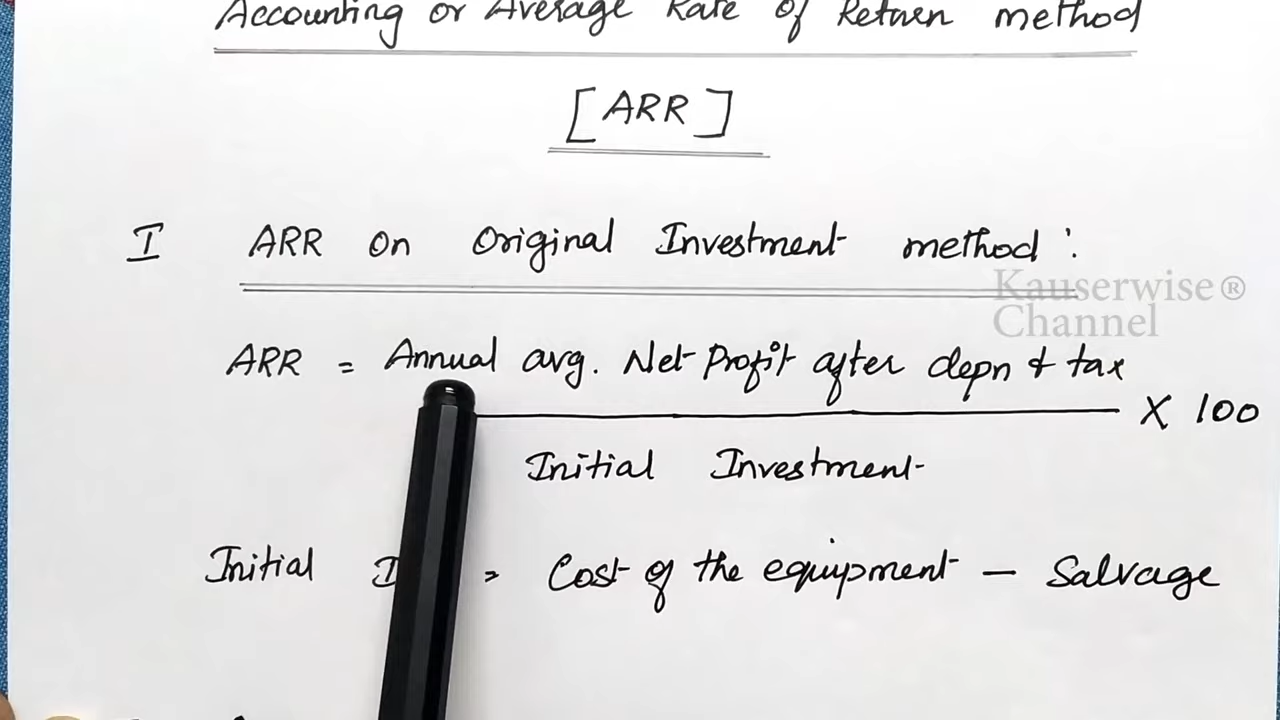 Accounting or Average Rate of Return method
[ARR]
I ARR on Original Investment method :
Kauserwise®
Channel
ARR = Annual avg. Net Profit after depn & tax
X 100
Initial Investment
Initial = Cost of the equipment - Salvage